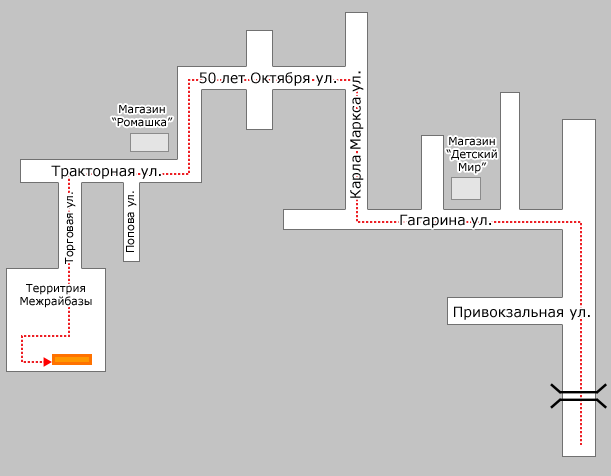 50 лет Октября ул.
Карла Маркса ул.
Магазин
“Ромашка”
Тракторная ул.
Магазин
“Детский
Мир”
Торговая ул.
Попова ул.
Гагарина ул.
Территрия
Межрайбазы
Привокзальная ул.